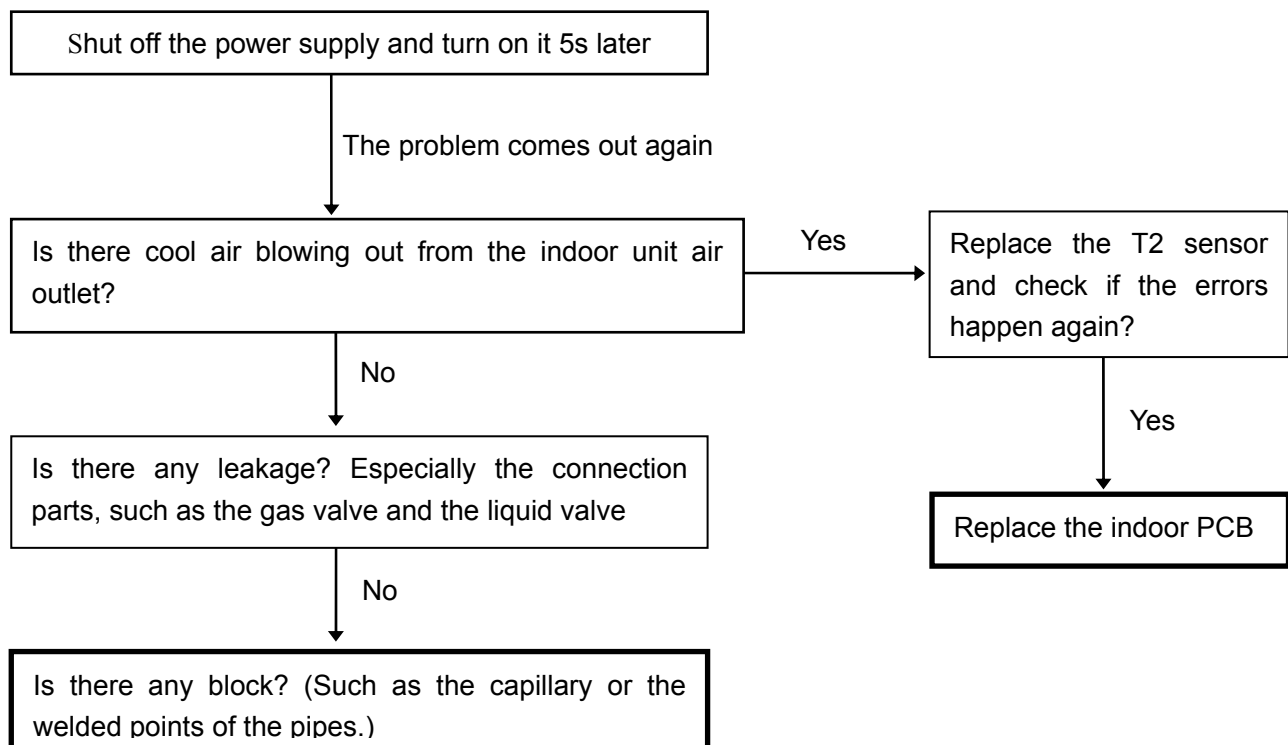 Shut off the power supply and turn on it 5s later
The problem comes out again
Is there cool air blowing out from the indoor unit air
outlet?
Yes
Replace the T2 sensor
and check if the errors
happen again?
No
Yes
Is there any leakage? Especially the connection
parts, such as the gas valve and the liquid valve
Replace the indoor PCB
No
Is there any block? (Such as the capillary or the
welded points of the pipes.)